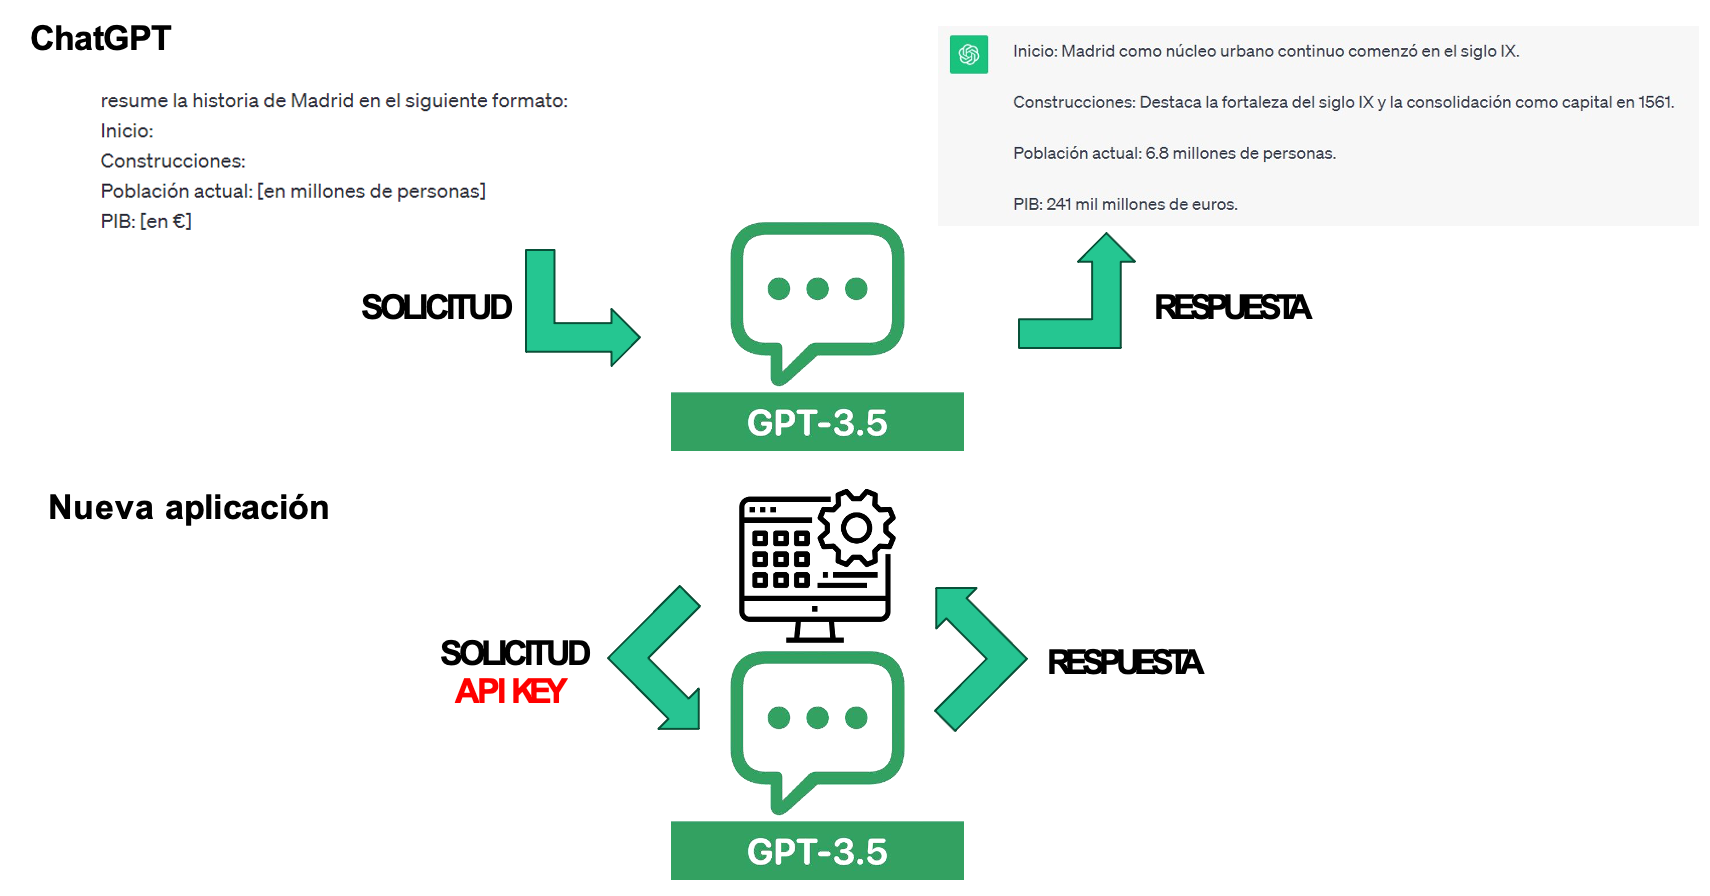 ChatGPT
resume la historia de Madrid en el siguiente formato:
Inicio:
Construcciones:
Población actual: [en millones de personas]
PIB: [en €]
Inicio: Madrid como núcleo urbano continuo comenzó en el siglo IX.
Construcciones: Destaca la fortaleza del siglo IX y la consolidación como capital en 1561.
Población actual: 6.8 millones de personas.
PIB: 241 mil millones de euros.
SOLICITUD
RESPUESTA
GPT-3.5
Nueva aplicación
SOLICITUD
API KEY
RESPUESTA
GPT-3.5